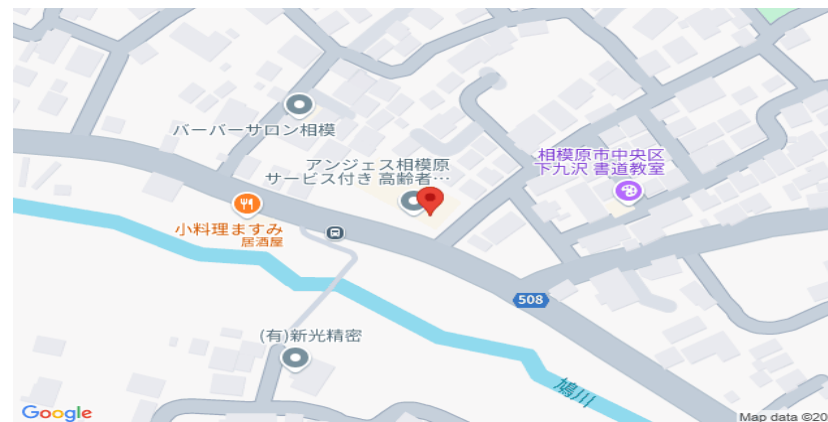 バーバーサロン相模
アンジェス相模原
サービス付き 高齢者…
相模原市中央区
下九沢 書道教室
小料理ますみ
居酒屋
508
(有)新光精密
鳩川
Google
Map data ©20